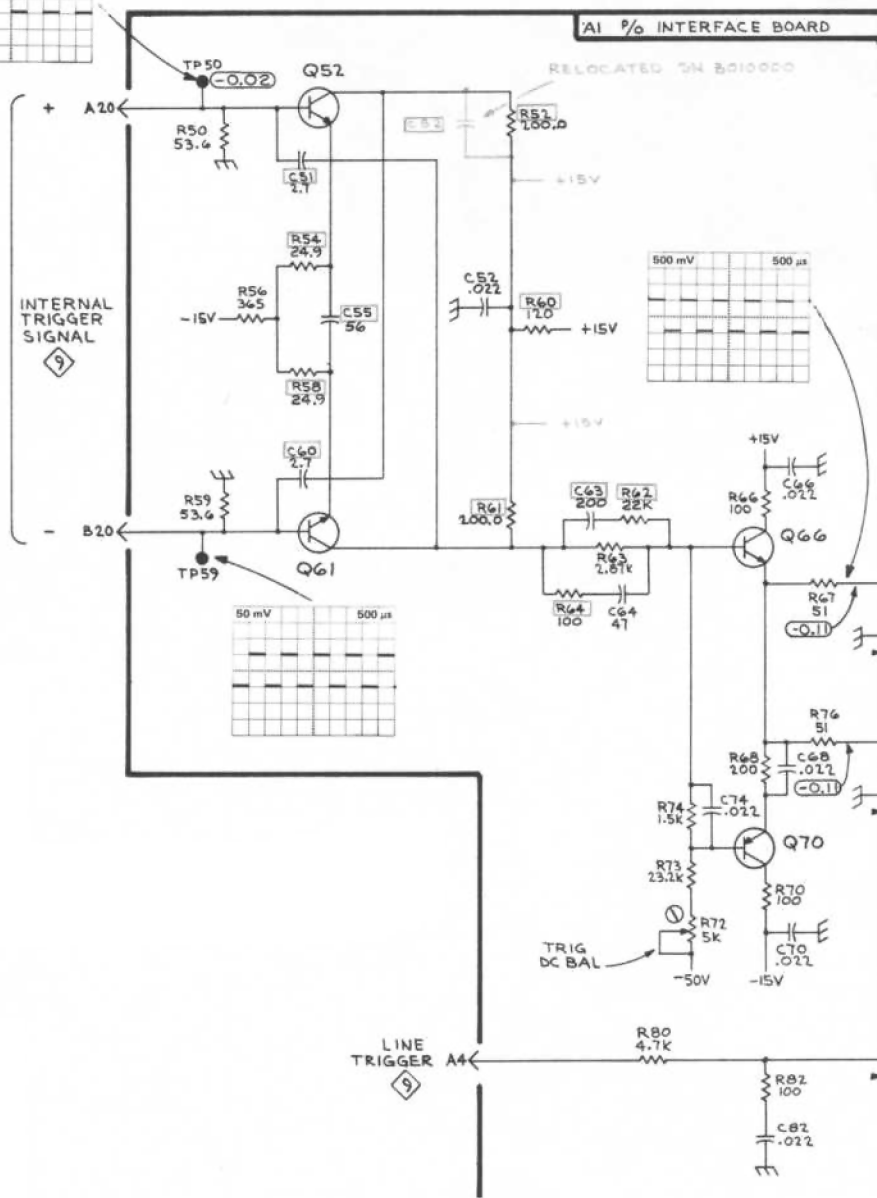 A1 P/O INTERFACE BOARD
TP50
-0.02
Q52
RELOCATED SN B010000
+ A20
R50
53.6
C51
2.7
C52
R52
200.0
+15V
R54
24.9
R56
365
-15V
C55
56
R58
24.9
INTERNAL
TRIGGER
SIGNAL
9
C52
.022
R60
120
+15V
500 mV 500 µs
+15V
C60
2.7
R59
53.6
- B20
TP59
Q61
R61
200.0
C63
200
R62
22K
R63
2.87K
R64
100
C64
47
+15V
C66
.022
R66
100
Q66
R67
51
-0.11
50 mV 500 µs
R76
51
R68
200
C68
.022
-0.11
R74
1.5K
C74
.022
Q70
R73
23.2K
R70
100
R72
5K
TRIG
DC BAL
-50V
C70
.022
-15V
LINE
TRIGGER A4
9
R80
4.7K
R82
100
C82
.022